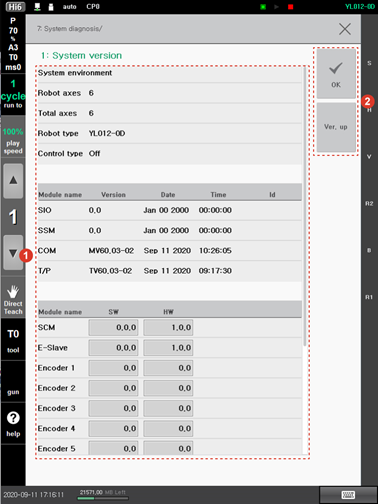 Hi6 auto CP0 YL012-0D
P
70
%
A3
T0
ms0
1
cycle
run to
100%
play
speed
1
Direct
Teach
T0
tool
gun
help
7: System diagnosis/
1: System version
System environment
Robot axes 6
Total axes 6
Robot type YL012-0D
Control type Off
Module name Version Date Time Id
SIO 0.0 Jan 00 2000 00:00:00
SSM 0.0 Jan 00 2000 00:00:00
COM MV60.03-02 Sep 11 2020 10:26:05
T/P TV60.03-02 Sep 11 2020 09:17:30
Module name SW HW
SCM 0.0.0 1.0.0
E-Slave 0.0.0 1.0.0
Encoder 1 0.0 0.0
Encoder 2 0.0 0.0
Encoder 3 0.0 0.0
Encoder 4 0.0 0.0
Encoder 5 0.0 0.0
1
OK
Ver. up
2
S
H
V
R2
B
R1
2020-09-11 17:16:11 21571.00 MB Left